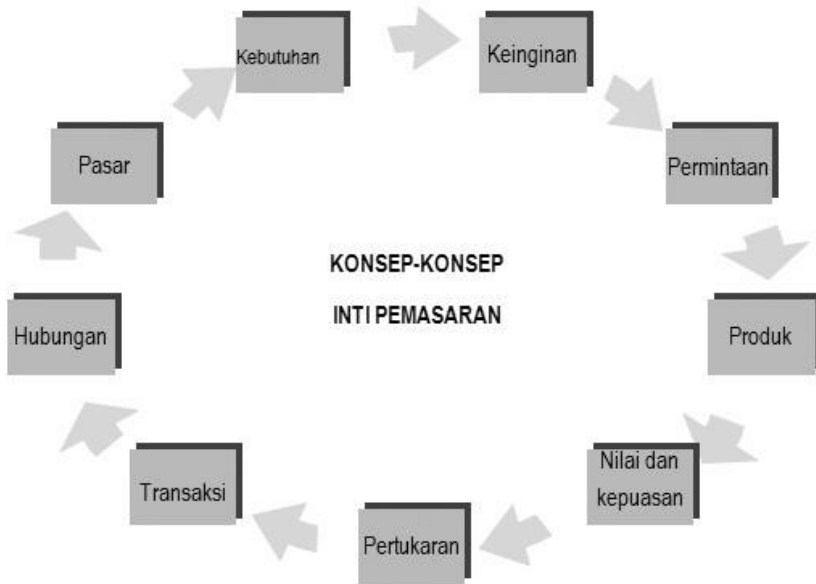 Kebutuhan
Keinginan
Permintaan
Produk
Nilai dan
kepuasan
Pertukaran
Transaksi
Hubungan
Pasar
KONSEP-KONSEP
INTI PEMASARAN